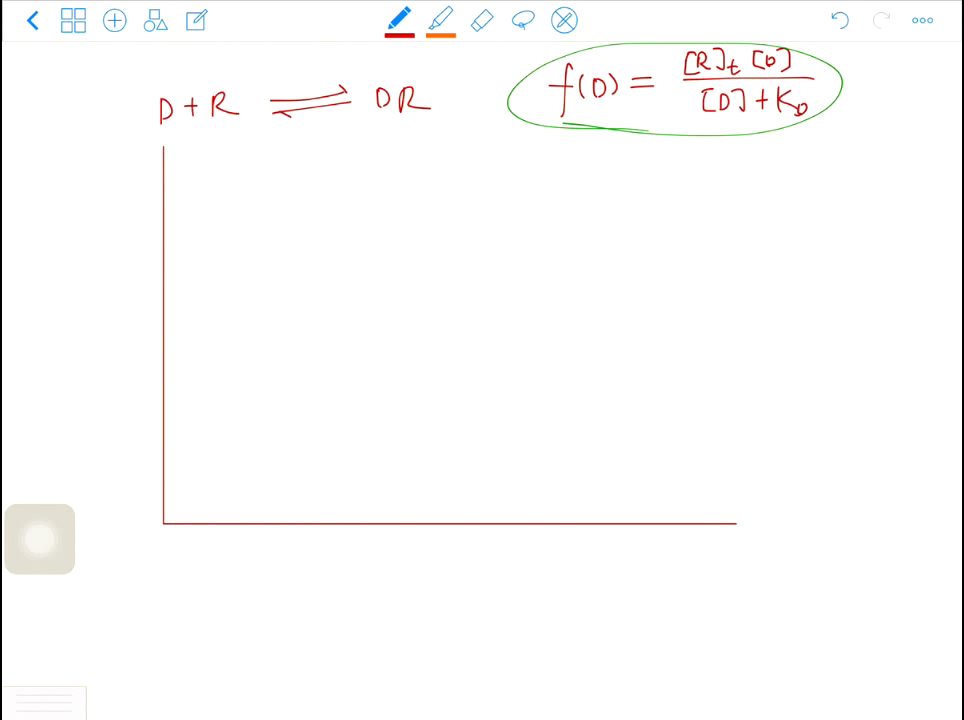 D + R ⇌ DR
f(D) = [R]t [D] / [D] + KD